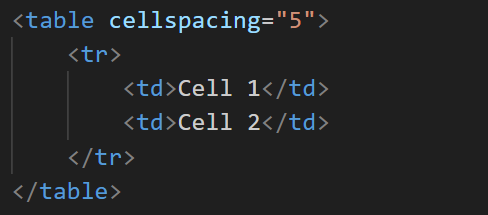 <table cellspacing="5">
    <tr>
        <td>Cell 1</td>
        <td>Cell 2</td>
    </tr>
</table>